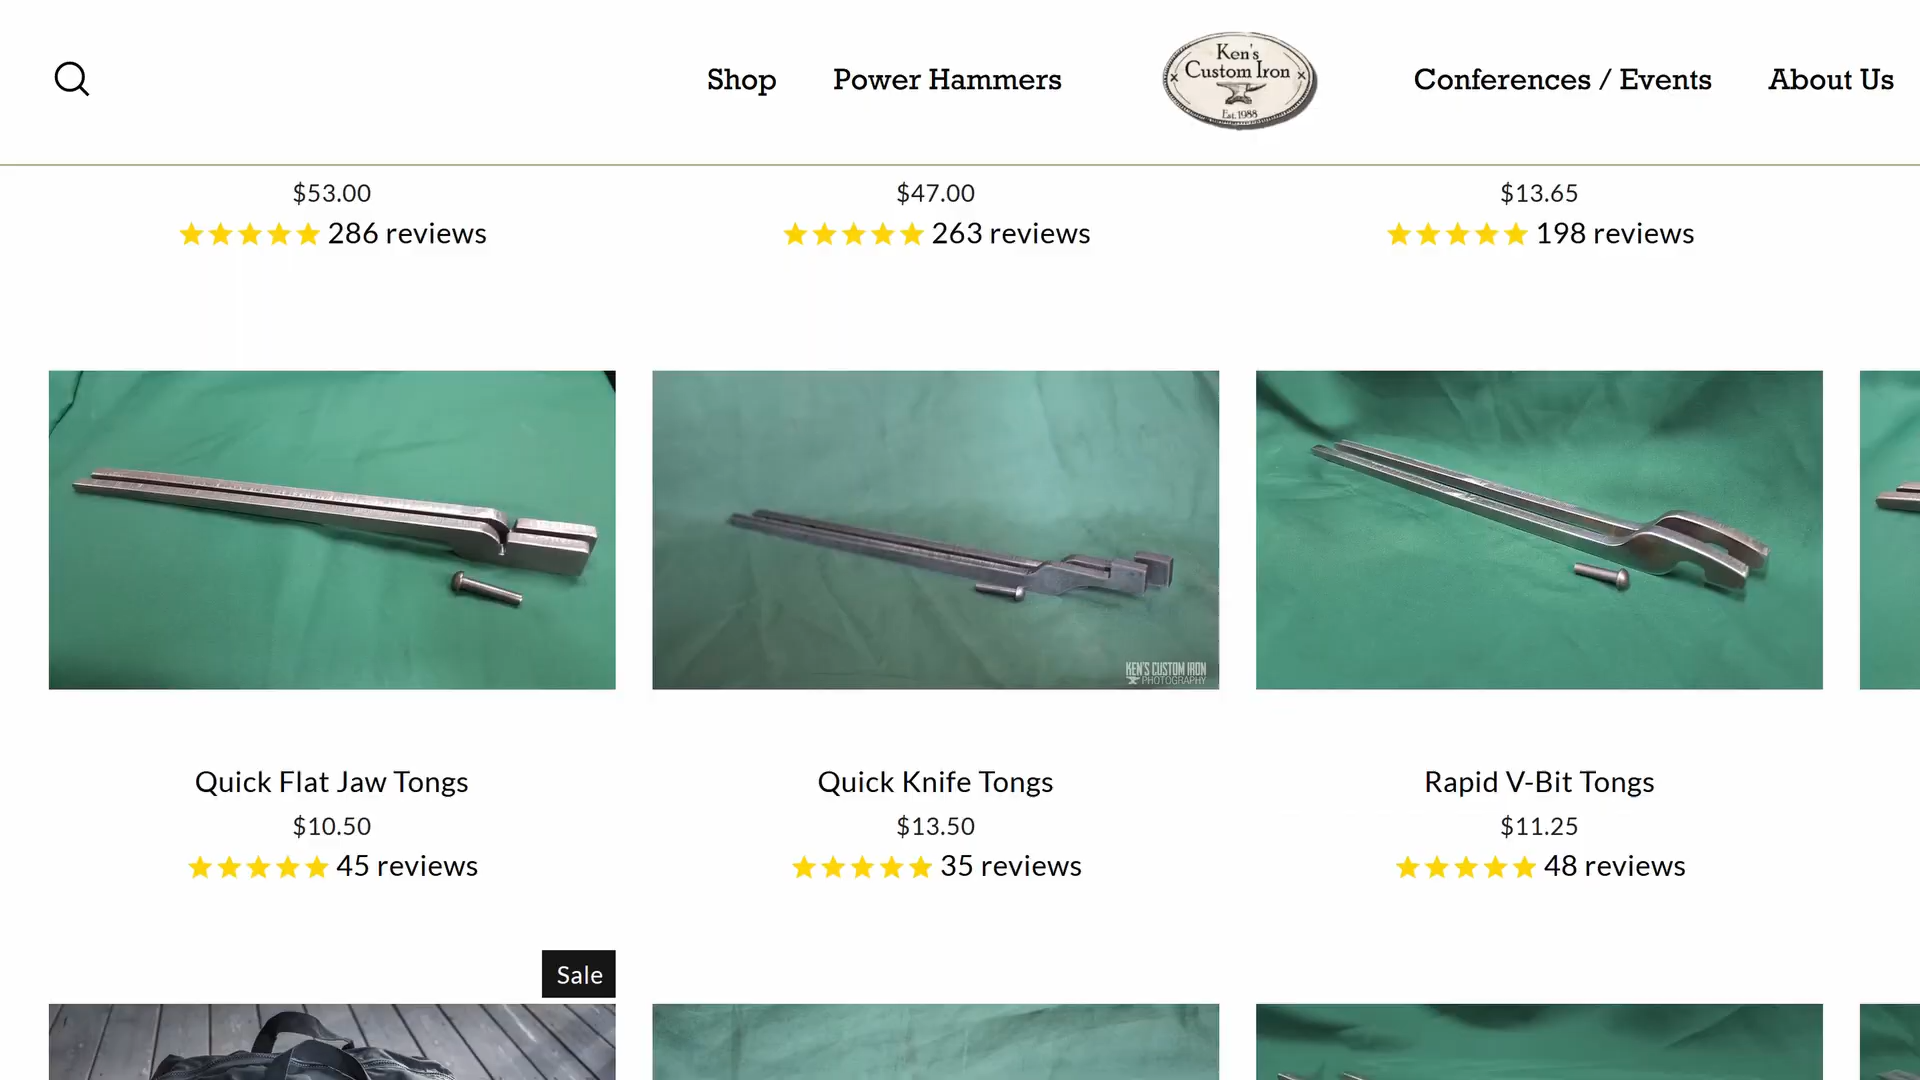 Shop
Power Hammers
Ken's
Custom Iron
Est. 1988
Conferences / Events
About Us
$53.00
286 reviews
$47.00
263 reviews
$13.65
198 reviews
KEN'S CUSTOM IRON
PHOTOGRAPHY
Quick Flat Jaw Tongs
$10.50
45 reviews
Quick Knife Tongs
$13.50
35 reviews
Rapid V-Bit Tongs
$11.25
48 reviews
Sale